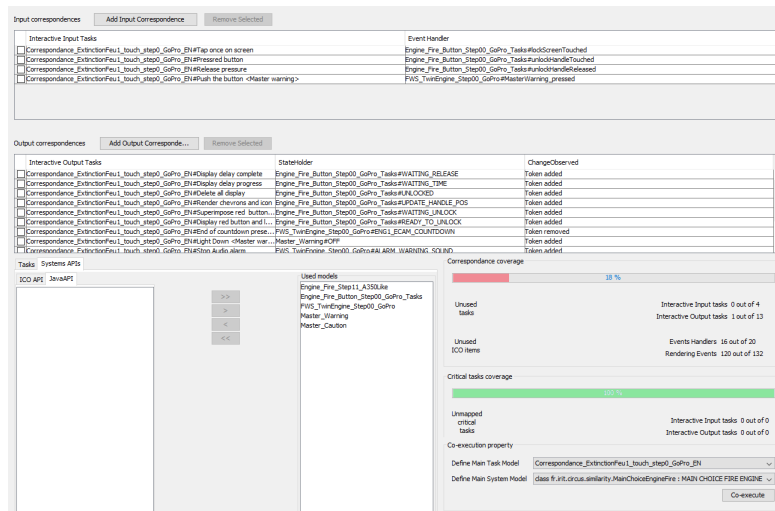 Input correspondences Add Input Correspondence Remove Selected
Interactive Input Tasks Event Handler
Correspondance_ExtinctionFeu1_touch_step0_GoPro_EN#Tap once on screen Engine_Fire_Button_Step00_GoPro_Tasks#lockScreenTouched
Correspondance_ExtinctionFeu1_touch_step0_GoPro_EN#Pressred button Engine_Fire_Button_Step00_GoPro_Tasks#unlockHandleTouched
Correspondance_ExtinctionFeu1_touch_step0_GoPro_EN#Release pressure Engine_Fire_Button_Step00_GoPro_Tasks#unlockHandleReleased
Correspondance_ExtinctionFeu1_touch_step0_GoPro_EN#Push the button <Master warning> FWS_TwinEngine_Step00_GoPro#MasterWarning_pressed
Output correspondences Add Output Corresponde... Remove Selected
Interactive Output Tasks StateHolder ChangeObserved
Correspondance_ExtinctionFeu1_touch_step0_GoPro_EN#Display delay complete Engine_Fire_Button_Step00_GoPro_Tasks#WAITING_RELEASE Token added
Correspondance_ExtinctionFeu1_touch_step0_GoPro_EN#Display delay progress Engine_Fire_Button_Step00_GoPro_Tasks#WAITING_TIME Token added
Correspondance_ExtinctionFeu1_touch_step0_GoPro_EN#Delete all display Engine_Fire_Button_Step00_GoPro_Tasks#UNLOCKED Token added
Correspondance_ExtinctionFeu1_touch_step0_GoPro_EN#Render chevrons and icon Engine_Fire_Button_Step00_GoPro_Tasks#UPDATE_HANDLE_POS Token added
Correspondance_ExtinctionFeu1_touch_step0_GoPro_EN#Superimpose red button... Engine_Fire_Button_Step00_GoPro_Tasks#WAITING_UNLOCK Token added
Correspondance_ExtinctionFeu1_touch_step0_GoPro_EN#Display red button and l... Engine_Fire_Button_Step00_GoPro_Tasks#READY_TO_UNLOCK Token added
Correspondance_ExtinctionFeu1_touch_step0_GoPro_EN#End of countdown prese... FWS_TwinEngine_Step00_GoPro#ENG1_ECAM_COUNTDOWN Token removed
Correspondance_ExtinctionFeu1_touch_step0_GoPro_EN#Light Down <Master war... Master_Warning#OFF Token added
Correspondance_ExtinctionFeu1_touch_step0_GoPro_EN#Stop Audio alarm FWS_TwinEngine_Step00_GoPro#ALARM_WARNING_SOUND Token added
Tasks Systems APIs
ICO API JavaAPI
>>
>
<
<<
Used models
Engine_Fire_Step11_A350Like
Engine_Fire_Button_Step00_GoPro_Tasks
FWS_TwinEngine_Step00_GoPro
Master_Warning
Master_Caution
Correspondance coverage
18 %
Unused tasks
Interactive Input tasks 0 out of 4
Interactive Output tasks 1 out of 13
Unused ICO items
Events Handlers 16 out of 20
Rendering Events 120 out of 132
Critical tasks coverage
100 %
Unmapped critical tasks
Interactive Input tasks 0 out of 0
Interactive Output tasks 0 out of 0
Co-execution property
Define Main Task Model Correspondance_ExtinctionFeu1_touch_step0_GoPro_EN
Define Main System Model class fr.irit.circus.similarity.MainChoiceEngineFire : MAIN CHOICE FIRE ENGINE
Co-execute